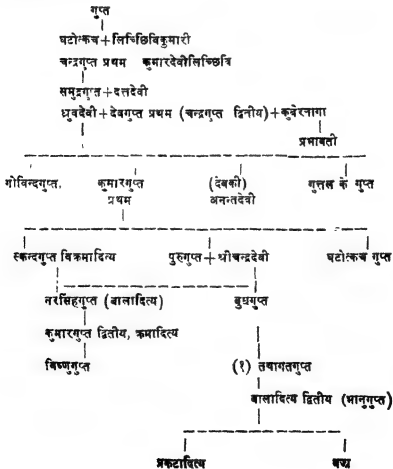 गुप्त
घटोत्कच + लिच्छिविकुमारी
चन्द्रगुप्त प्रथम कुमारदेवीलिच्छवि
समुद्रगुप्त + दत्तदेवी
ध्रुवदेवी + देवगुप्त प्रथम (चन्द्रगुप्त द्वितीय) + कुबेरनागा
प्रभावती
गोविन्दगुप्त, कुमारगुप्त (देवकी) गुत्तल के गुप्त
प्रथम अनन्तदेवी
स्कन्दगुप्त विक्रमादित्य पुरुगुप्त + श्रीचन्द्रदेवी घटोत्कच गुप्त
नरसिंहगुप्त (बालादित्य) बुधगुप्त
कुमारगुप्त द्वितीय, क्रमादित्य
विष्णुगुप्त (१) तथागतगुप्त
बालादित्य द्वितीय (भानुगुप्त)
प्रकटादित्य वज्र